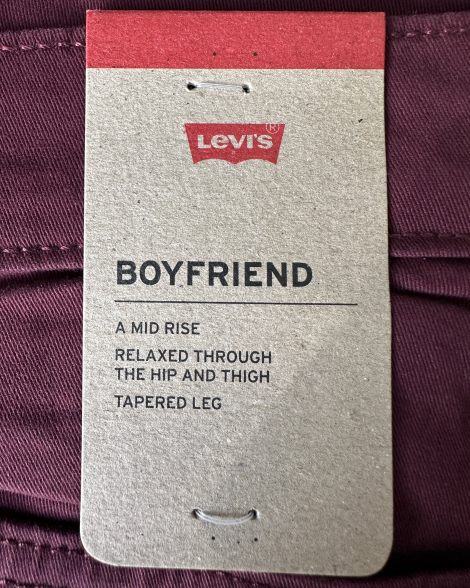 Levi's®
BOYFRIEND
A MID RISE
RELAXED THROUGH
THE HIP AND THIGH
TAPERED LEG